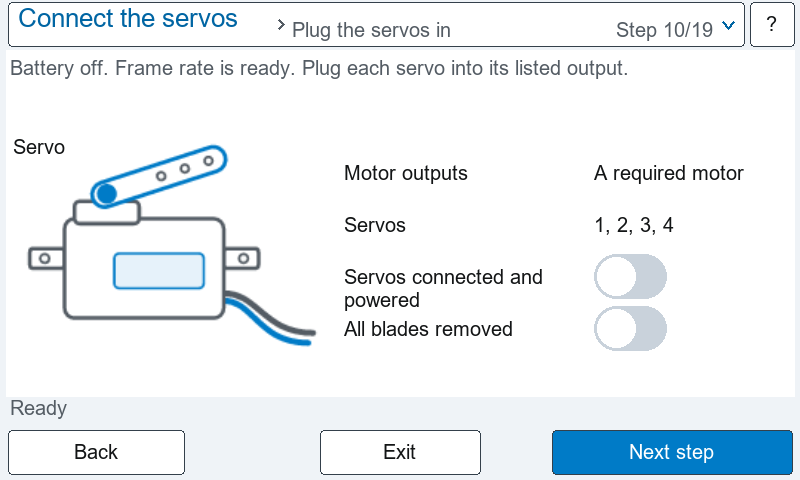 Connect the servos
> Plug the servos in
Step 10/19
?
Battery off. Frame rate is ready. Plug each servo into its listed output.
Servo
Motor outputs
A required motor
Servos
1, 2, 3, 4
Servos connected and
powered
All blades removed
Ready
Back
Exit
Next step